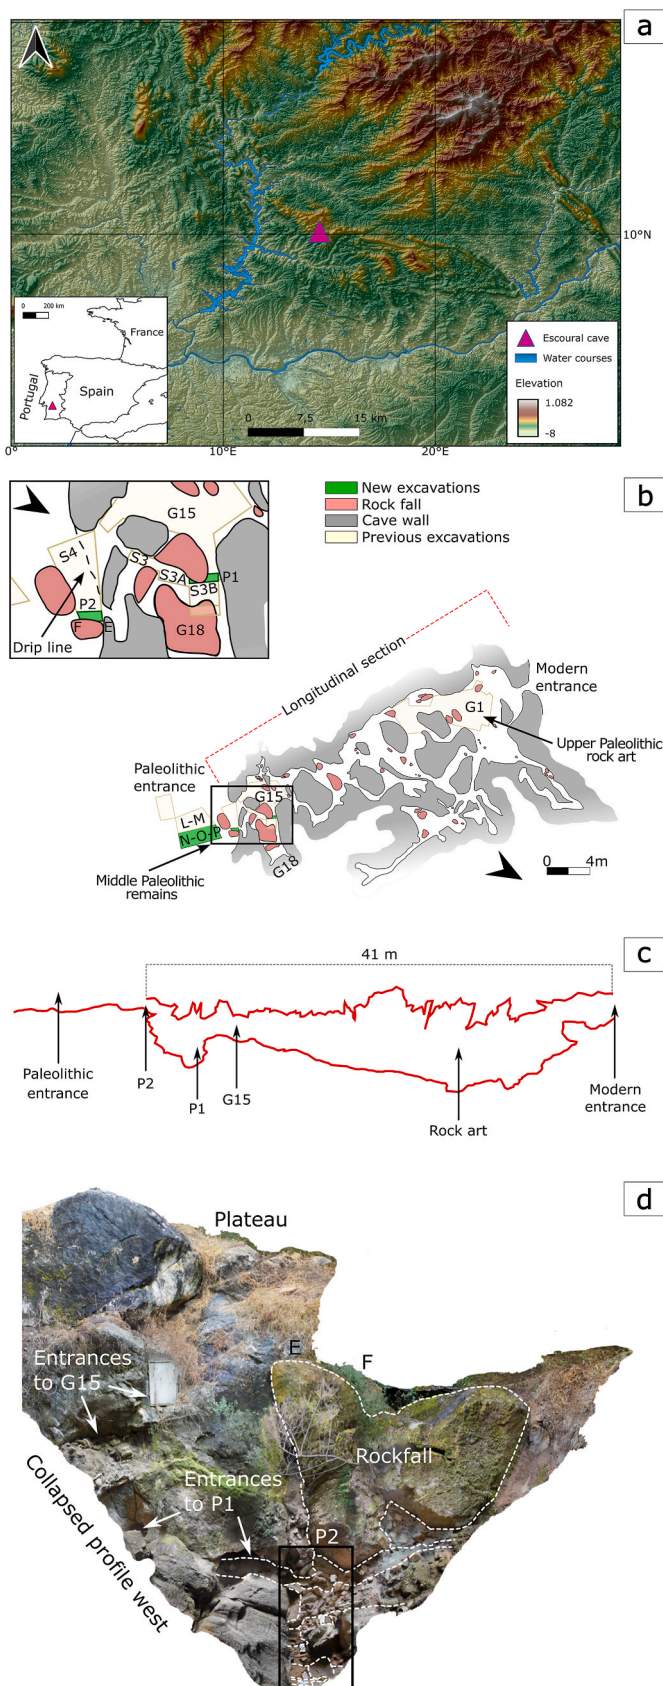 a
10°N
0 200 km
France
Spain
Portugal
Escoural cave
Water courses
Elevation
1.082
-8
0 7,5 15 km
0° 10°E 20°E
b
New excavations
Rock fall
Cave wall
Previous excavations
G15
S4
S3
S3A
P1
S3B
P2
F
E
G18
Drip line
Longitudinal section
Modern
entrance
G1
Upper Paleolithic
rock art
Paleolithic
entrance
G15
L-M
N-O-P
G18
Middle Paleolithic
remains
0 4m
c
41 m
Paleolithic
entrance
P2
P1
G15
Rock art
Modern
entrance
d
Plateau
E
F
Entrances
to G15
Rockfall
Entrances
to P1
P2
Collapsed profile west